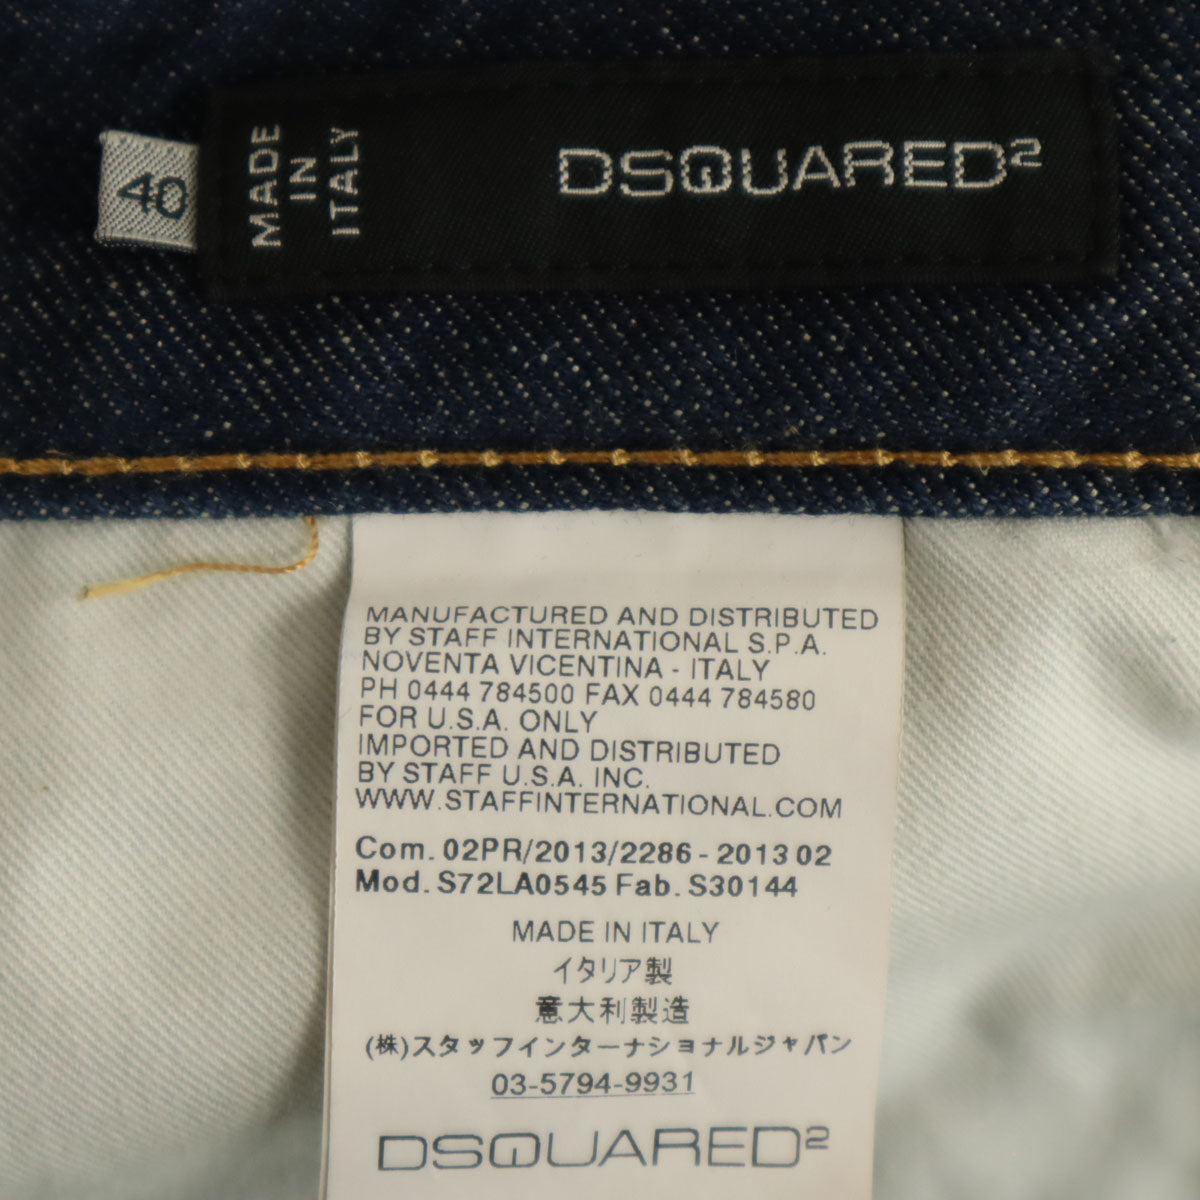 40
MADE
IN
ITALY
DSQUARED2
MANUFACTURED AND DISTRIBUTED
BY STAFF INTERNATIONAL S.P.A.
NOVENTA VICENTINA - ITALY
PH 0444 784500 FAX 0444 784580
FOR U.S.A. ONLY
IMPORTED AND DISTRIBUTED
BY STAFF U.S.A. INC.
WWW.STAFFINTERNATIONAL.COM
Com. 02PR/2013/2286 - 2013 02
Mod. S72LA0545 Fab. S30144
MADE IN ITALY
イタリア製
意大利製造
(株)スタッフインターナショナルジャパン
03-5794-9931
DSQUARED2